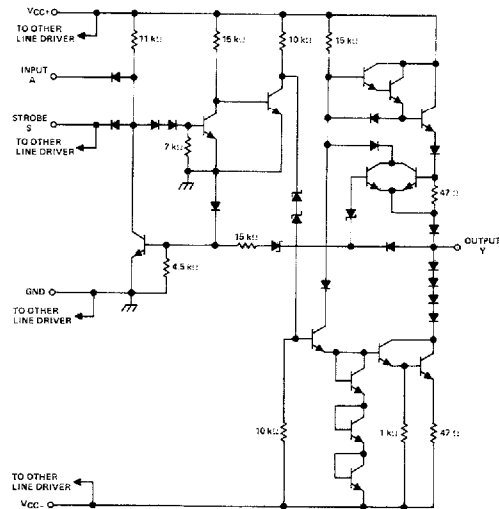 VCC+
TO OTHER
LINE DRIVER
11 kΩ
15 kΩ
10 kΩ
15 kΩ
INPUT
A
STROBE
S
TO OTHER
LINE DRIVER
7 kΩ
47 Ω
15 kΩ
OUTPUT
Y
4.5 kΩ
GND
TO OTHER
LINE DRIVER
10 kΩ
1 kΩ
47 Ω
TO OTHER
LINE DRIVER
VCC-